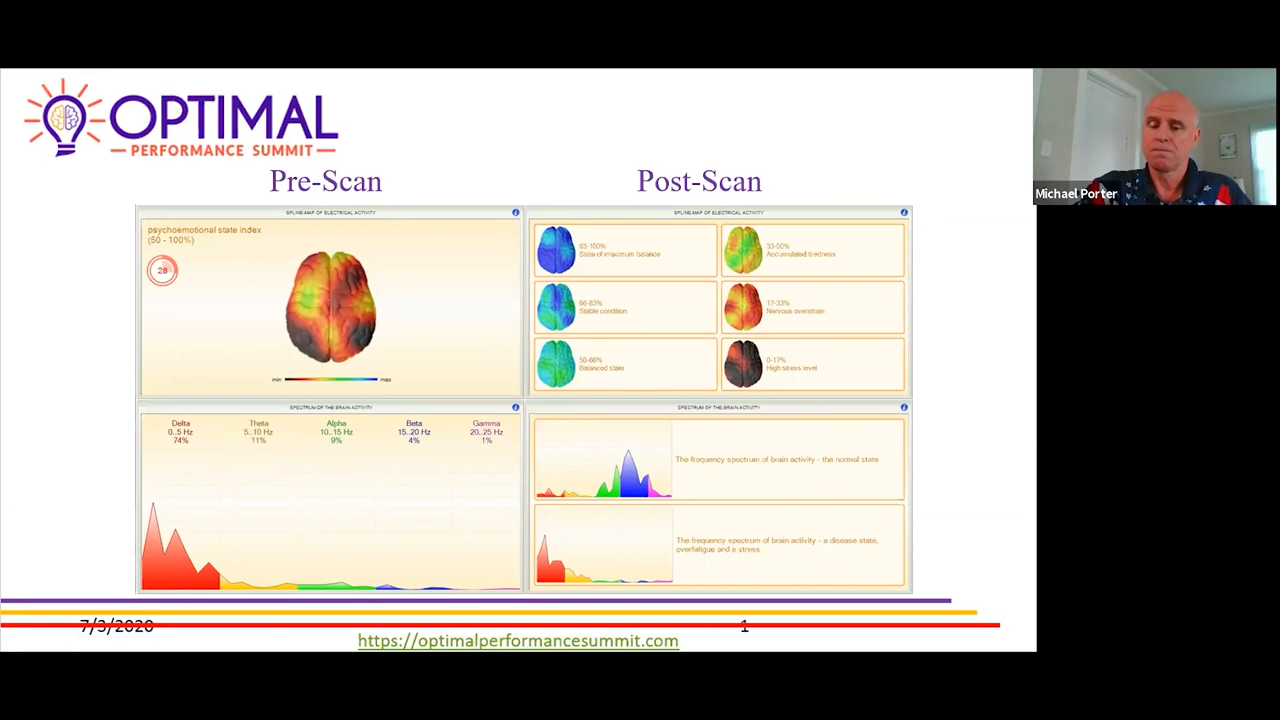 OPTIMAL
PERFORMANCE SUMMIT
Pre-Scan
Post-Scan
SPLINE-MAP OF ELECTRICAL ACTIVITY
psychoemotional state index
(50 - 100%)
28
min
max
SPLINE-MAP OF ELECTRICAL ACTIVITY
83-100%
State of maximum balance
33-50%
Accumulated tiredness
66-83%
Stable condition
17-33%
Nervous overstrain
50-66%
Balanced state
0-17%
High stress level
SPECTRUM OF THE BRAIN ACTIVITY
Delta
0..5 Hz
74%
Theta
5..10 Hz
11%
Alpha
10..15 Hz
9%
Beta
15..20 Hz
4%
Gamma
20..25 Hz
1%
SPECTRUM OF THE BRAIN ACTIVITY
The frequency spectrum of brain activity - the normal state
The frequency spectrum of brain activity - a disease state,
overfatigue and a stress
7/3/2020
1
https://optimalperformancesummit.com
Michael Porter